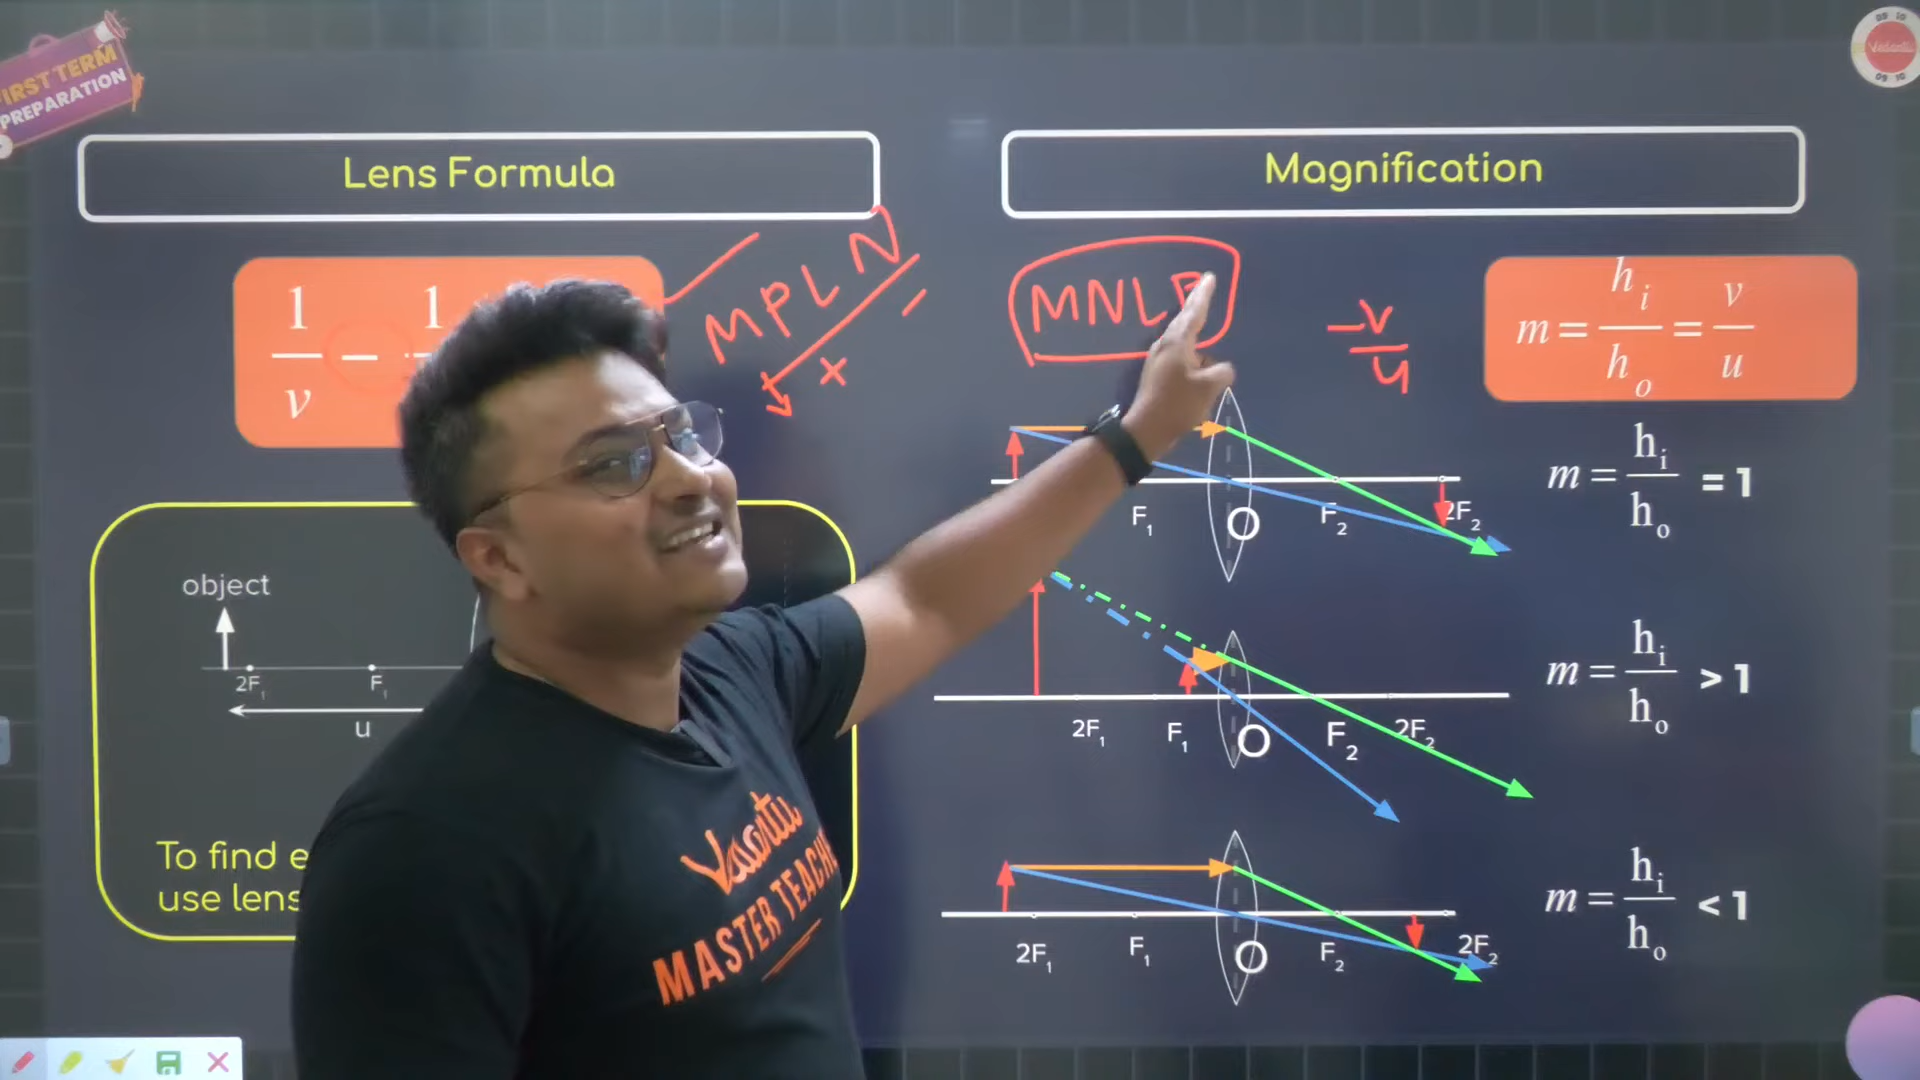 FIRST TERM
PREPARATION
Vedantu
Lens Formula
1/v - 1
MPLN
+
object
2F₁
F₁
u
To find e
use lens
Vedantu
MASTER TEACHE
Magnification
MNL
-v/u
m = hᵢ/hₒ = v/u
F₁
O
F₂
2F₂
m = hᵢ/hₒ = 1
2F₁
F₁
O
F₂
2F₂
m = hᵢ/hₒ > 1
2F₁
F₁
O
F₂
2F₂
m = hᵢ/hₒ < 1